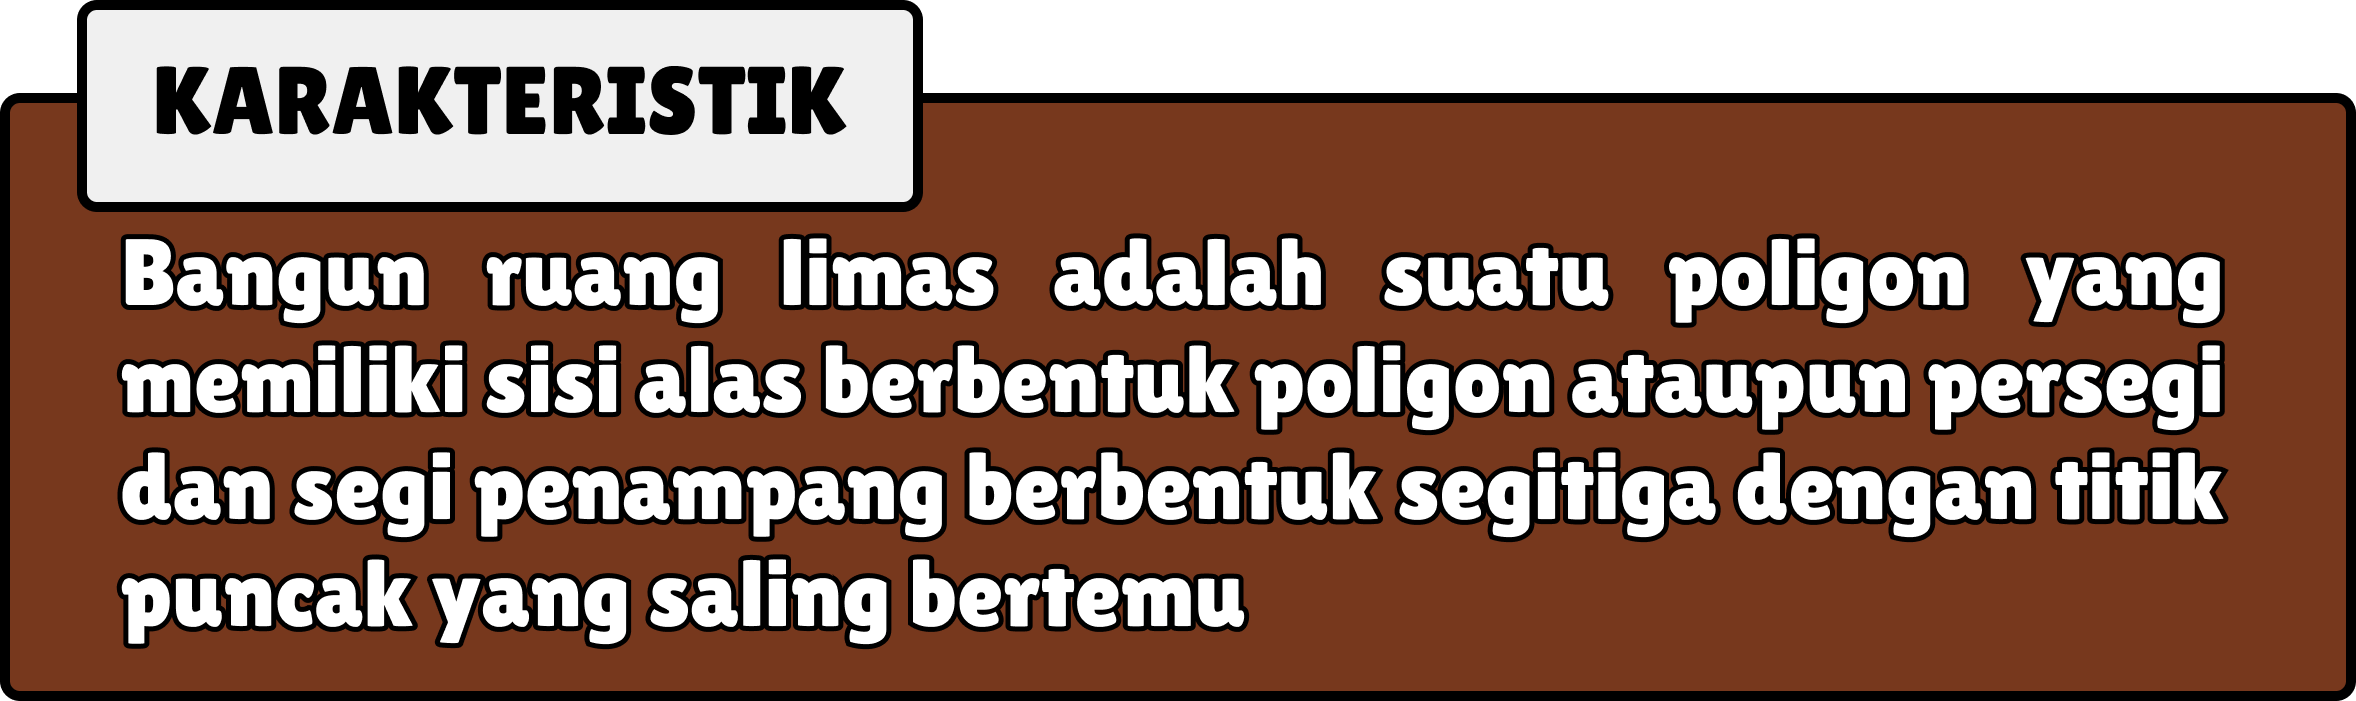 KARAKTERISTIK
Bangun ruang limas adalah suatu poligon yang
memiliki sisi alas berbentuk poligon ataupun persegi
dan segi penampang berbentuk segitiga dengan titik
puncak yang saling bertemu